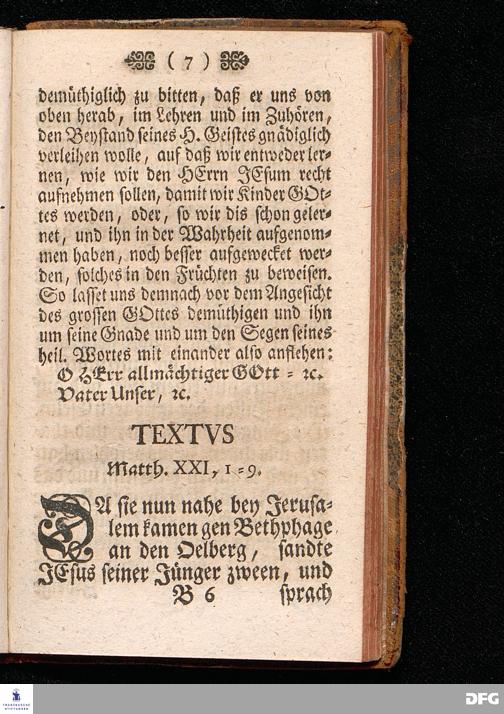 ( 7 )
demüthiglich zu bitten, daß er uns von
oben herab, im Lehren und im Zuhören,
den Beystand seines H. Geistes gnädiglich
verleihen wolle, auf daß wir entweder ler-
nen, wie wir den HErrn JEsum recht
aufnehmen sollen, damit wir Kinder GOt-
tes werden, oder, so wir dis schon geler-
net, und ihn in der Wahrheit aufgenom-
men haben, noch besser aufgewecket wer-
den, solches in den Früchten zu beweisen.
So lasset uns demnach vor dem Angesicht
des grossen GOttes demüthigen und ihn
um seine Gnade und um den Segen seines
heil. Wortes mit einander also anflehen:
O HErr allmächtiger GOtt = ꝛc.
Vater Unser, ꝛc.
TEXTVS
Matth. XXI, 1=9.
DA sie nun nahe bey Jerusa-
lem kamen gen Bethphage
an den Oelberg, sandte
JEsus seiner Jünger zween, und
B 6 sprach
FRANCKESCHE STIFTUNGEN
DFG